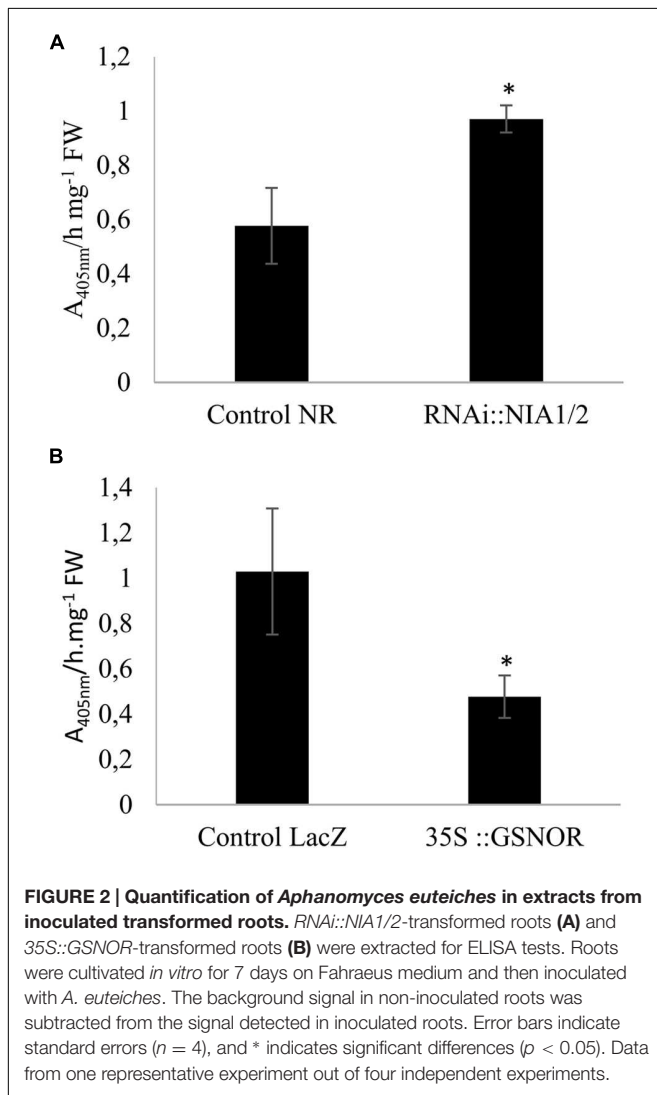 A
1,2
1
0,8
0,6
0,4
0,2
0
A405nm/h mg-1 FW
*
Control NR RNAi::NIA1/2
B
1,4
1,2
1
0,8
0,6
0,4
0,2
0
A405nm/h.mg-1 FW
*
Control LacZ 35S ::GSNOR
FIGURE 2 | Quantification of Aphanomyces euteiches in extracts from
inoculated transformed roots. RNAi::NIA1/2-transformed roots (A) and
35S::GSNOR-transformed roots (B) were extracted for ELISA tests. Roots
were cultivated in vitro for 7 days on Fahraeus medium and then inoculated
with A. euteiches. The background signal in non-inoculated roots was
subtracted from the signal detected in inoculated roots. Error bars indicate
standard errors (n = 4), and * indicates significant differences (p < 0.05). Data
from one representative experiment out of four independent experiments.